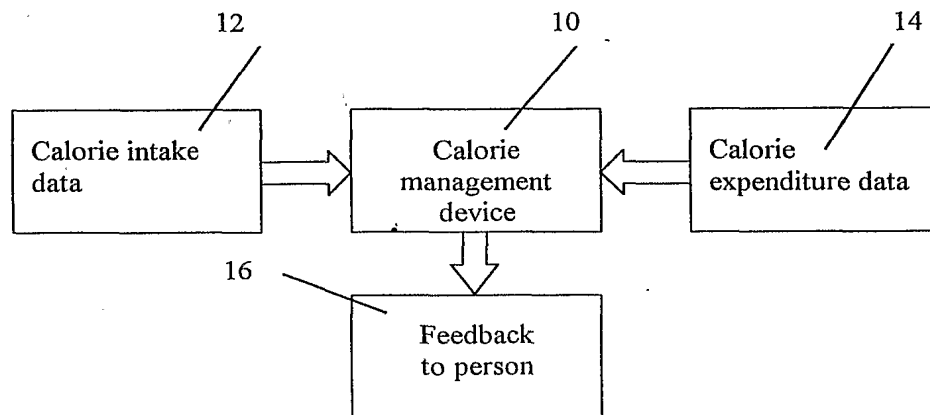 12
10
14
Calorie intake
data
Calorie
management
device
Calorie
expenditure data
16
Feedback
to person